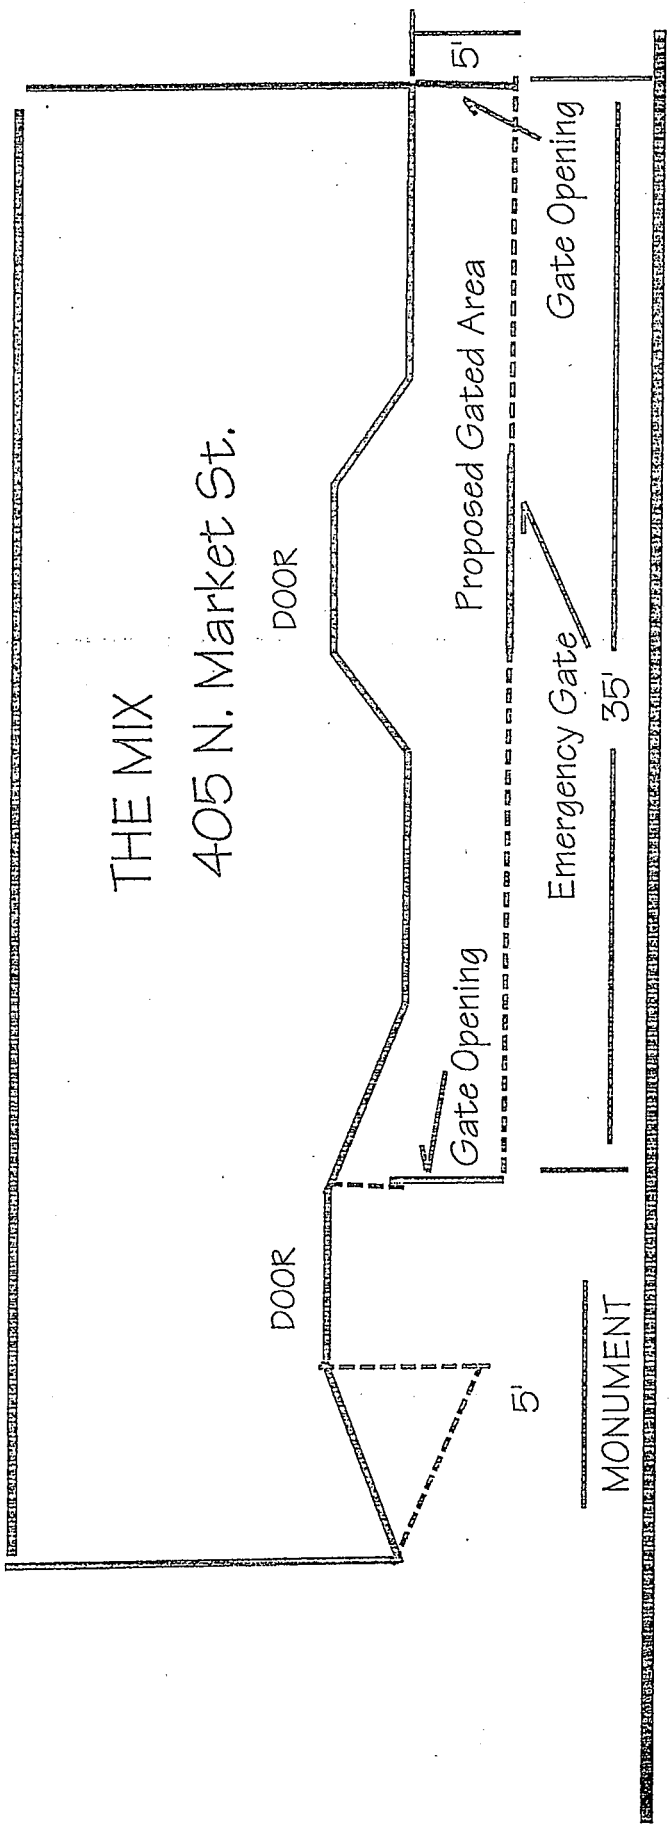 THE MIX
405 N. Market St.
DOOR
DOOR
5'
Gate Opening
Proposed Gated Area
5'
Gate Opening
Emergency Gate
35'
MONUMENT